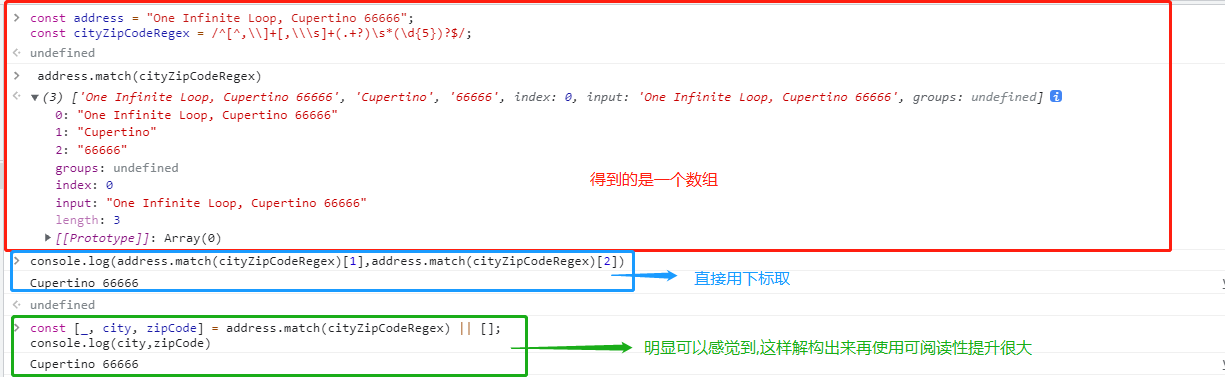 > const address = "One Infinite Loop, Cupertino 66666";
const cityZipCodeRegex = /^[^,\\]+[,\\\s]+(.+?)\s*(\d{5})?$/;
undefined
> address.match(cityZipCodeRegex)
(3) ['One Infinite Loop, Cupertino 66666', 'Cupertino', '66666', index: 0, input: 'One Infinite Loop, Cupertino 66666', groups: undefined] i
0: "One Infinite Loop, Cupertino 66666"
1: "Cupertino"
2: "66666"
groups: undefined
index: 0
得到的是一个数组
input: "One Infinite Loop, Cupertino 66666"
length: 3
[[Prototype]]: Array(0)
> console.log(address.match(cityZipCodeRegex)[1],address.match(cityZipCodeRegex)[2])
直接用下标取
Cupertino 66666
undefined
> const [_, city, zipCode] = address.match(cityZipCodeRegex) || [];
console.log(city,zipCode)
明显可以感觉到,这样解构出来再使用可阅读性提升很大
Cupertino 66666